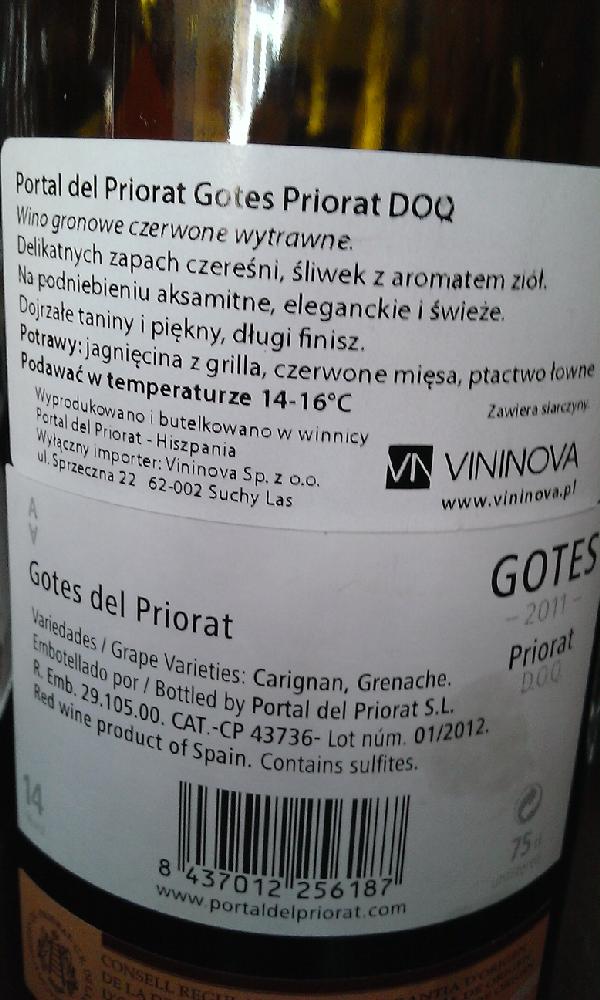 Portal del Priorat Gotes Priorat DOQ
Wino gronowe czerwone wytrawne.
Delikatnych zapach czereśni, śliwek z aromatem ziół.
Na podniebieniu aksamitne, eleganckie i świeże.
Dojrzałe taniny i piękny, długi finisz.
Potrawy: jagnięcina z grilla, czerwone mięsa, ptactwo łowne
Podawać w temperaturze 14-16°C
Zawiera siarczyny.
Wyprodukowano i butelkowano w winnicy
Portal del Priorat - Hiszpania
Wyłączny importer: Vininova Sp. z o.o.
ul. Sprzeczna 22 62-002 Suchy Las
VN VININOVA
www.vininova.pl
GOTES
- 2011 -
Priorat
DOQ
Gotes del Priorat
Variedades / Grape Varieties: Carignan, Grenache.
Embotellado por / Bottled by Portal del Priorat S.L.
R. Emb. 29.105.00. CAT.-CP 43736- Lot núm. 01/2012.
Red wine product of Spain. Contains sulfites.
14
75 cl
8 437012 256187
www.portaldelpriorat.com
CONSELL
DE LA